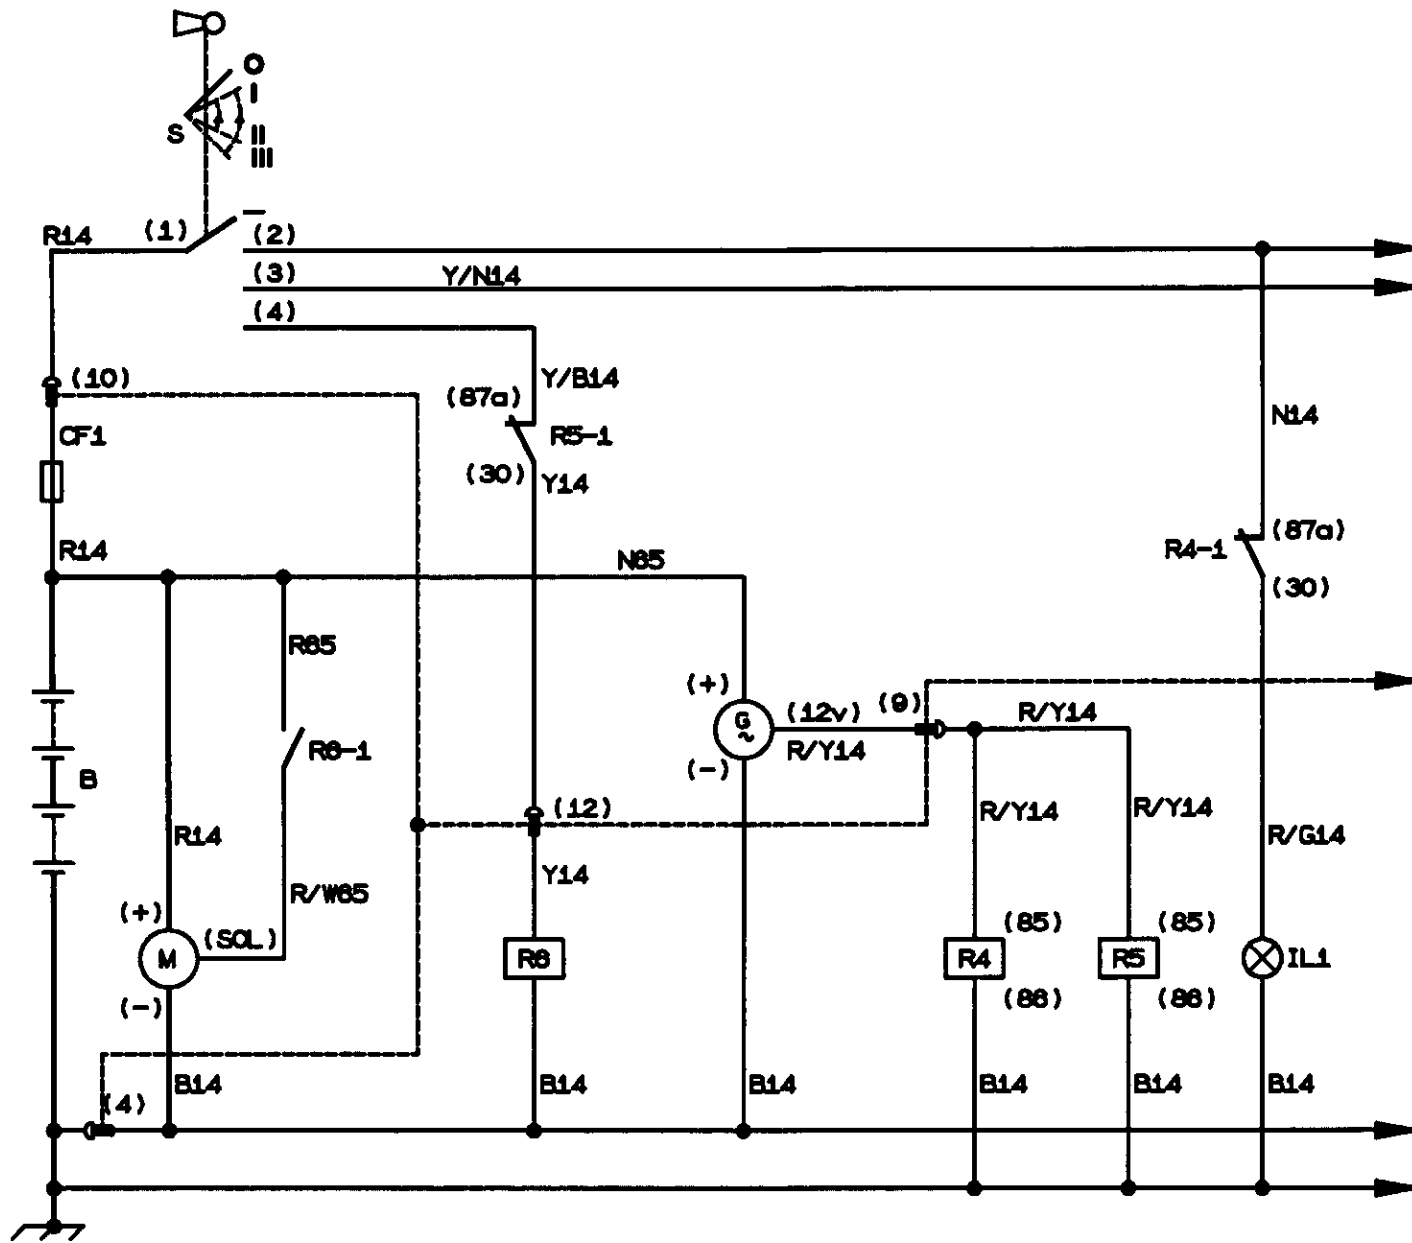 O
I
S
II
III
R14
(1)
(2)
(3)
Y/N14
(4)
(10)
Y/B14
(87a)
N14
CF1
R5-1
(30)
Y14
R14
N65
R4-1
(87a)
(30)
R65
(+)
G
~
(12v)
(9)
R/Y14
R/Y14
R6-1
(-)
B
(12)
R/Y14
R/Y14
R14
R/G14
Y14
R/W65
(+)
(SOL)
M
R6
(85)
(85)
R4
R5
IL1
(-)
(86)
(86)
B14
(4)
B14
B14
B14
B14
B14